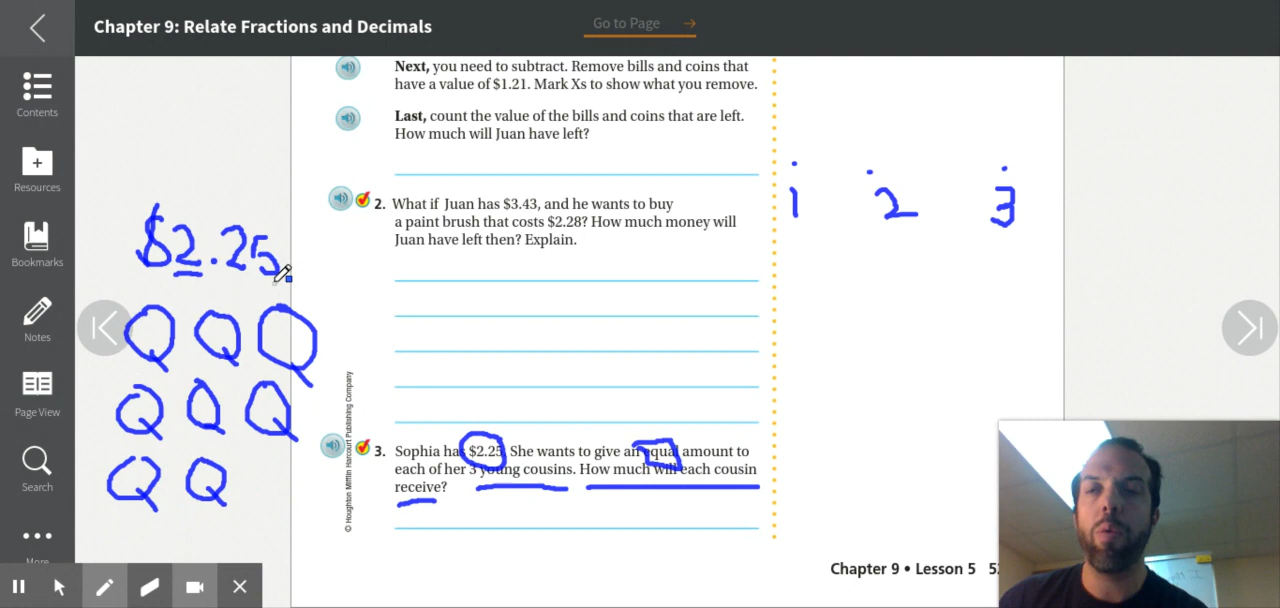 Chapter 9: Relate Fractions and Decimals
Go to Page →
Contents
Resources
Bookmarks
Notes
Page View
Search
More
Next, you need to subtract. Remove bills and coins that
have a value of $1.21. Mark Xs to show what you remove.
Last, count the value of the bills and coins that are left.
How much will Juan have left?
2. What if Juan has $3.43, and he wants to buy
a paint brush that costs $2.28? How much money will
Juan have left then? Explain.
3. Sophia has $2.25. She wants to give an equal amount to
each of her 3 young cousins. How much will each cousin
receive?
© Houghton Mifflin Harcourt Publishing Company
Chapter 9 • Lesson 5
$2.25
Q Q Q
Q Q Q
Q Q
1 2 3